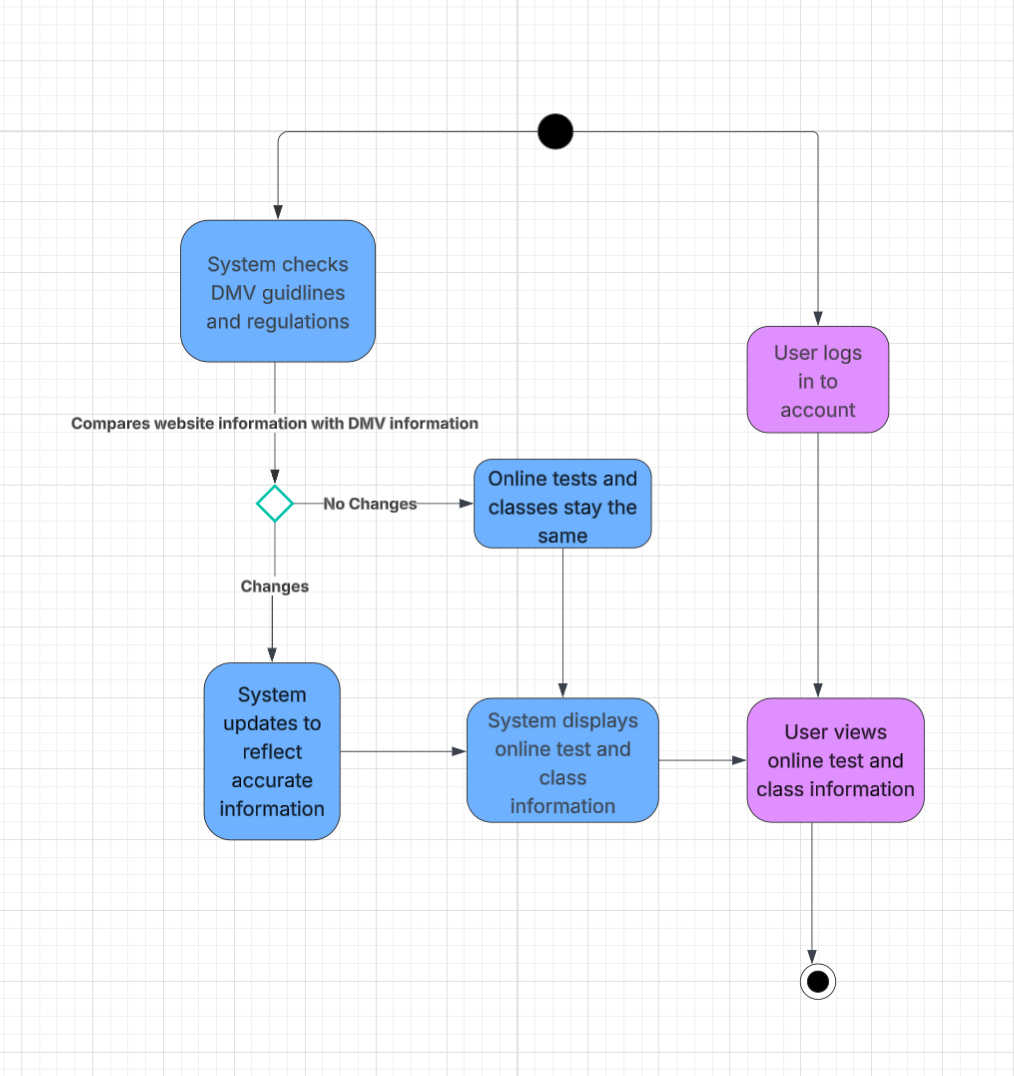 System checks
DMV guidlines
and regulations
User logs
in to
account
Compares website information with DMV information
No Changes
Online tests and
classes stay the
same
Changes
System
updates to
reflect
accurate
information
System displays
online test and
class
information
User views
online test and
class information